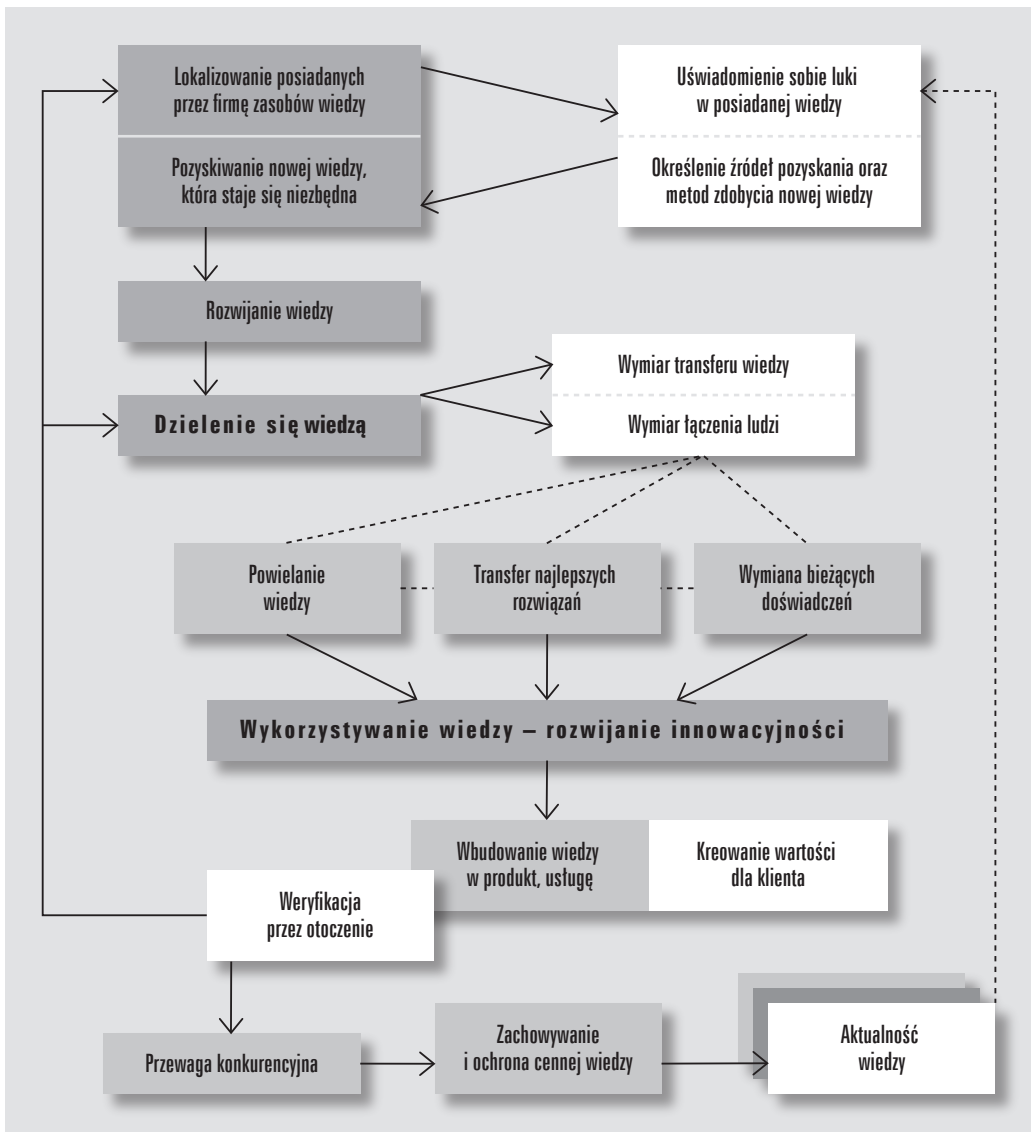 Lokalizowanie posiadanych
przez firmę zasobów wiedzy
Uświadomienie sobie luki
w posiadanej wiedzy
Pozyskiwanie nowej wiedzy,
która staje się niezbędna
Określenie źródeł pozyskania oraz
metod zdobycia nowej wiedzy
Rozwijanie wiedzy
Wymiar transferu wiedzy
Dzielenie się wiedzą
Wymiar łączenia ludzi
Powielanie
wiedzy
Transfer najlepszych
rozwiązań
Wymiana bieżących
doświadczeń
Wykorzystywanie wiedzy – rozwijanie innowacyjności
Wbudowanie wiedzy
w produkt, usługę
Kreowanie wartości
dla klienta
Weryfikacja
przez otoczenie
Przewaga konkurencyjna
Zachowywanie
i ochrona cennej wiedzy
Aktualność
wiedzy